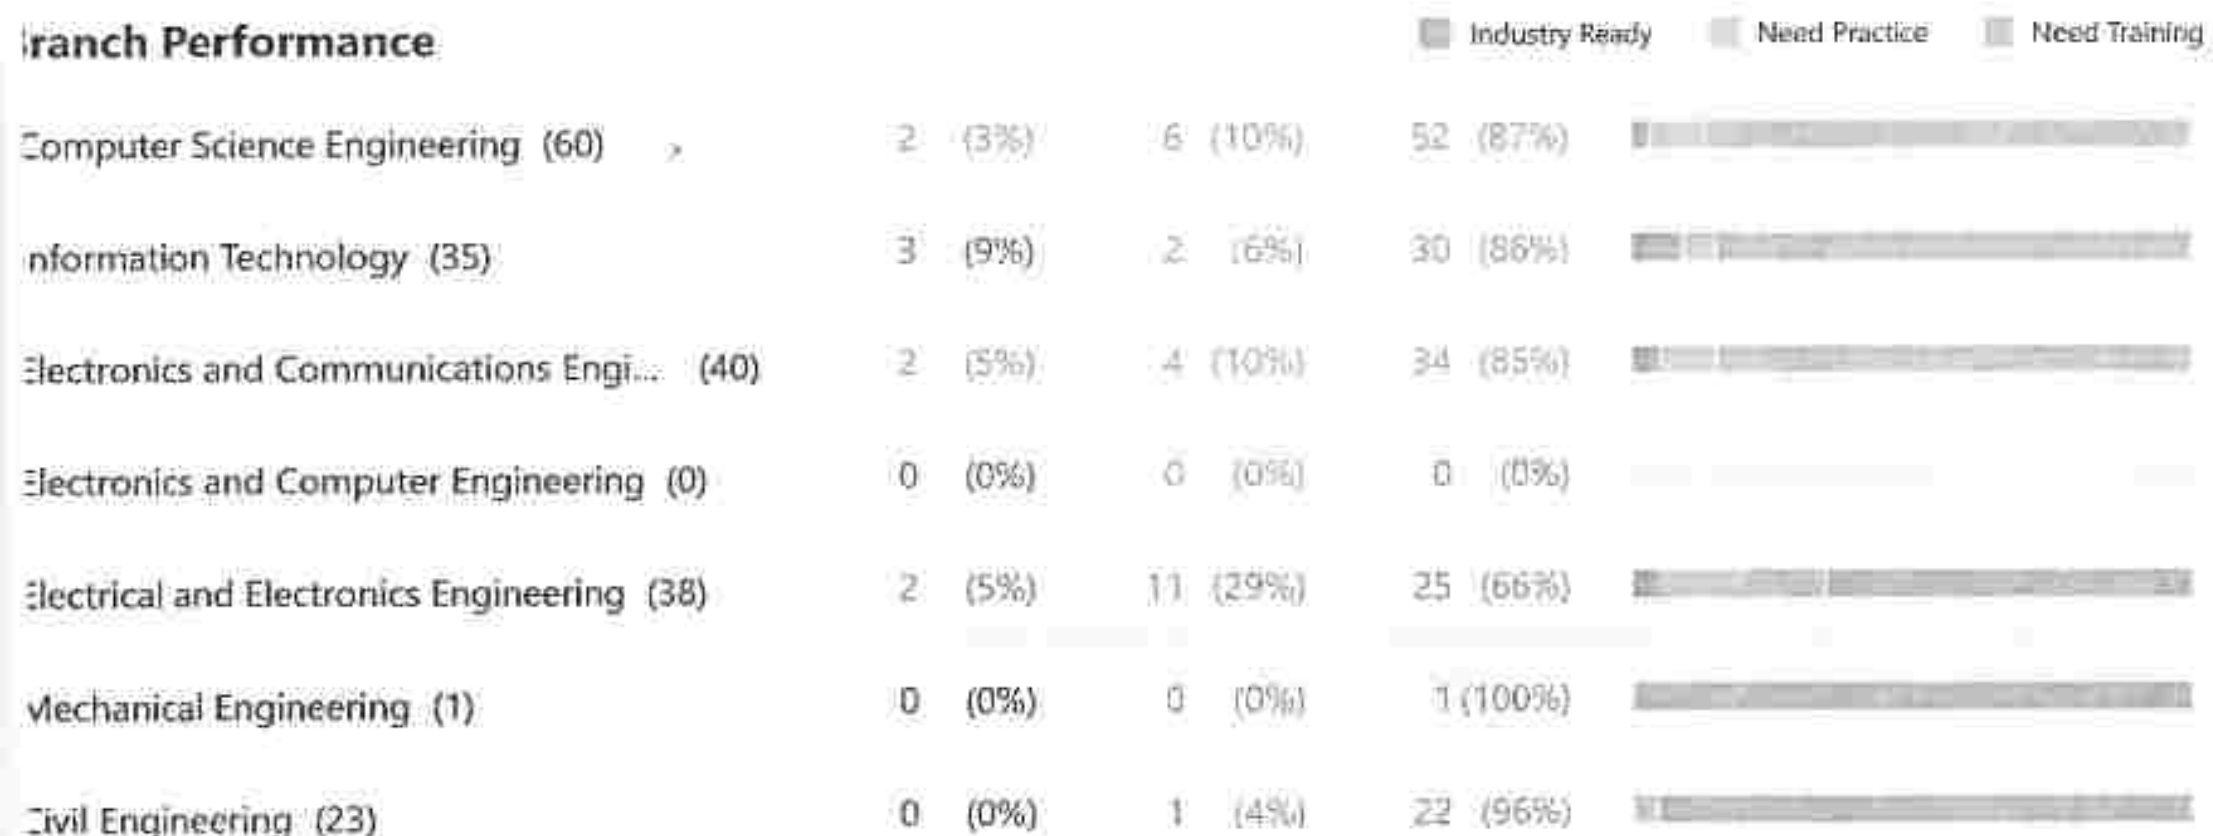 ranch Performance
Industry Ready Need Practice Need Training
Computer Science Engineering (60) > 2 (3%) 6 (10%) 52 (87%)
nformation Technology (35) 3 (9%) 2 (6%) 30 (86%)
Electronics and Communications Engi... (40) 2 (5%) 4 (10%) 34 (85%)
Electronics and Computer Engineering (0) 0 (0%) 0 (0%) 0 (0%)
Electrical and Electronics Engineering (38) 2 (5%) 11 (29%) 25 (66%)
Mechanical Engineering (1) 0 (0%) 0 (0%) 1 (100%)
Civil Engineering (23) 0 (0%) 1 (4%) 22 (96%)